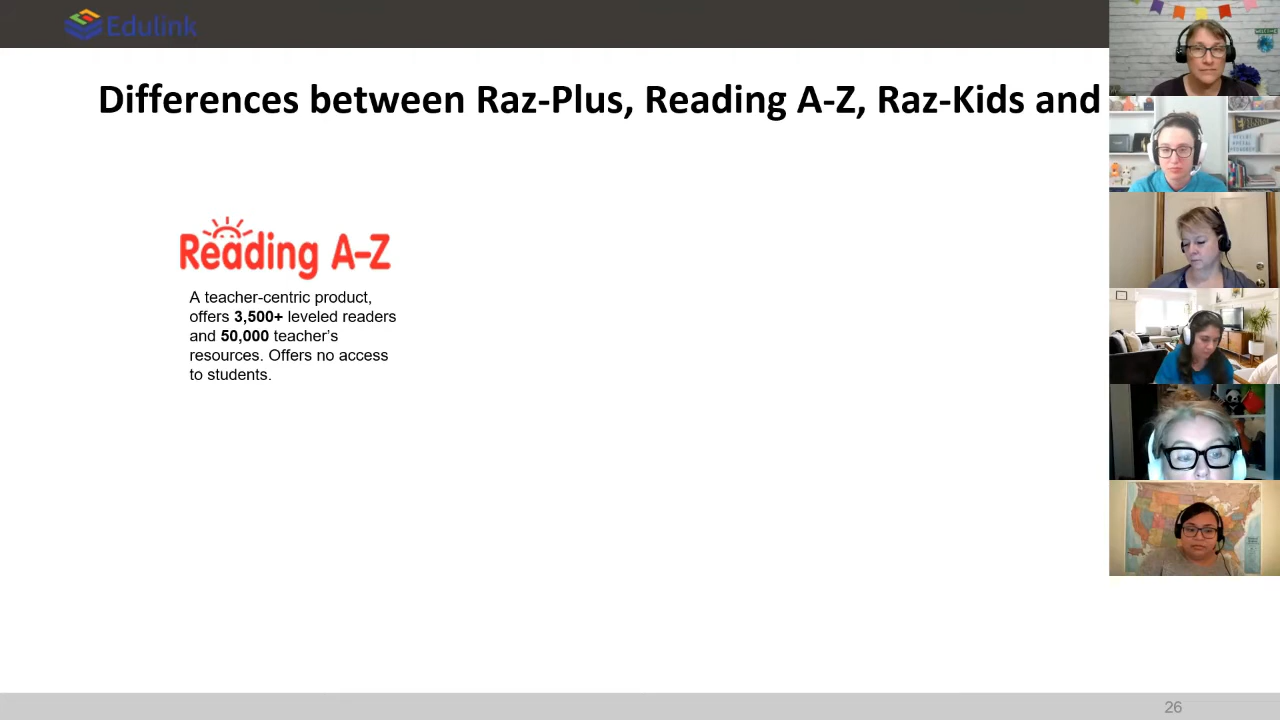 Edulink
Differences between Raz-Plus, Reading A-Z, Raz-Kids and
Reading A-Z
A teacher-centric product,
offers 3,500+ leveled readers
and 50,000 teacher's
resources. Offers no access
to students.
26